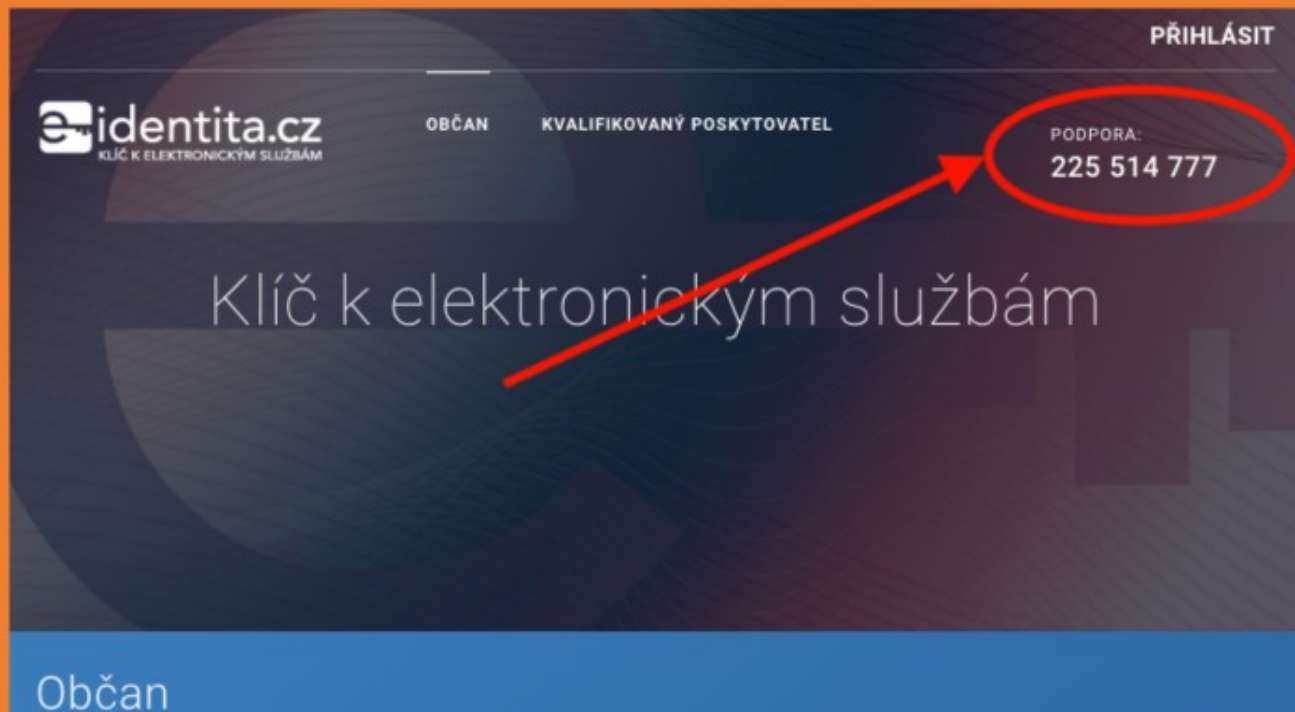 PŘIHLÁSIT
e-identita.cz
KLÍČ K ELEKTRONICKÝM SLUŽBÁM
OBČAN
KVALIFIKOVANÝ POSKYTOVATEL
PODPORA:
225 514 777
Klíč k elektronickým službám
Občan